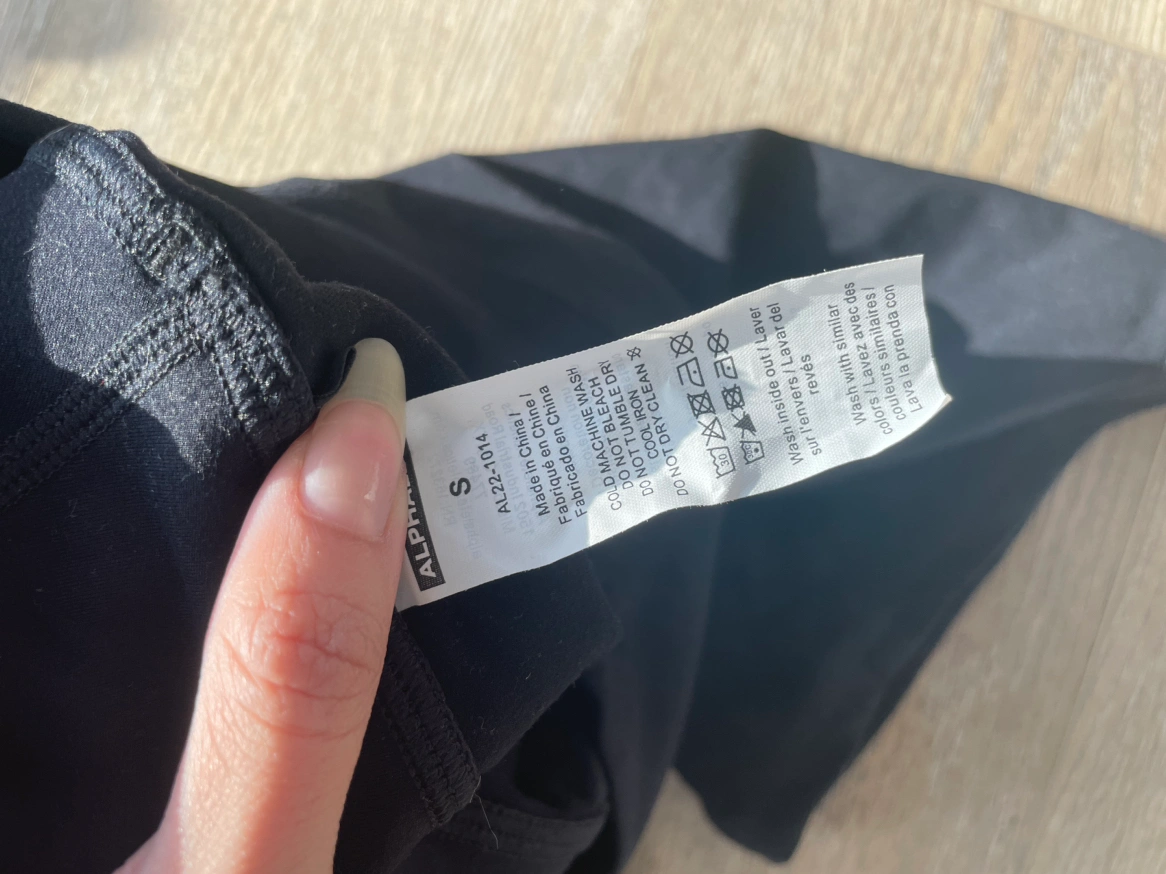 ALPHA
S
AL22-1014
Made in China /
Fabriqué en Chine /
Fabricado en China
COLD MACHINE WASH
DO NOT BLEACH
DO NOT TUMBLE DRY
COOL IRON
DO NOT DRY CLEAN
30
Wash inside out / Laver
sur l'envers / Lavar del
revés
Wash with similar
colors / Lavez avec des
couleurs similaires /
Lava la prenda con